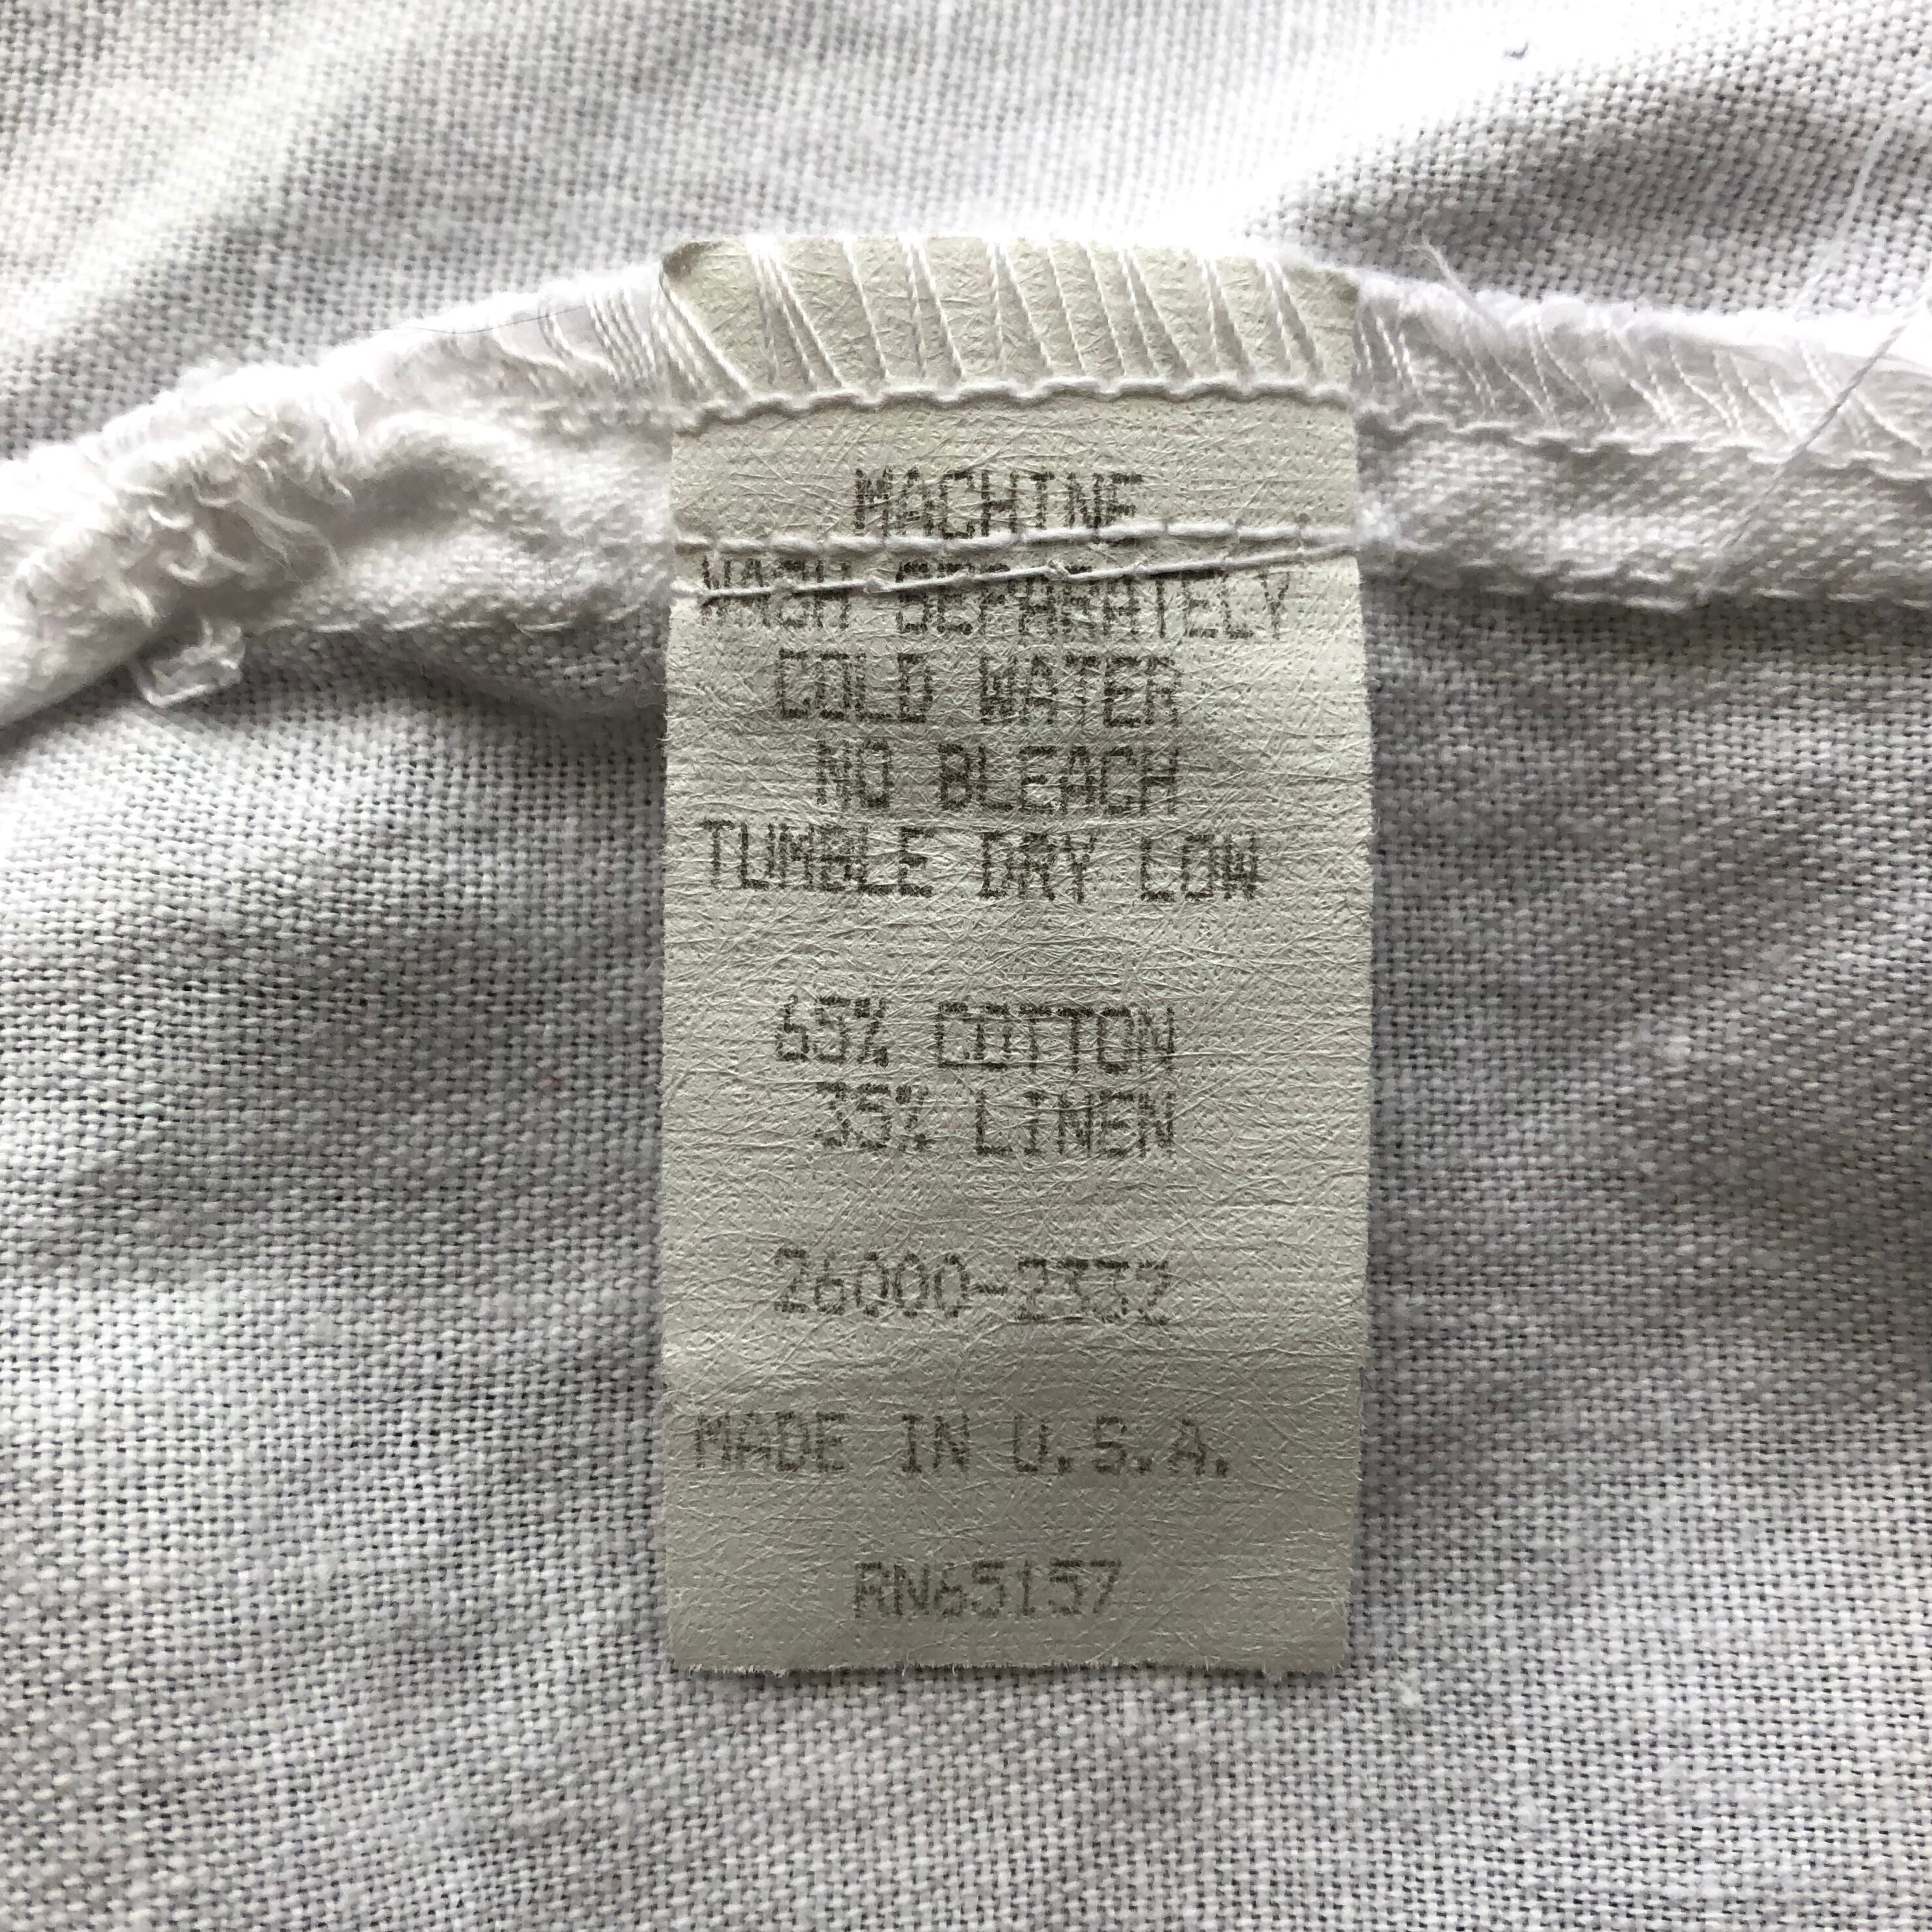 MACHINE
WASH SEPARATELY
COLD WATER
NO BLEACH
TUMBLE DRY LOW
65% COTTON
35% LINEN
26000-2332
MADE IN U.S.A.
RN65157